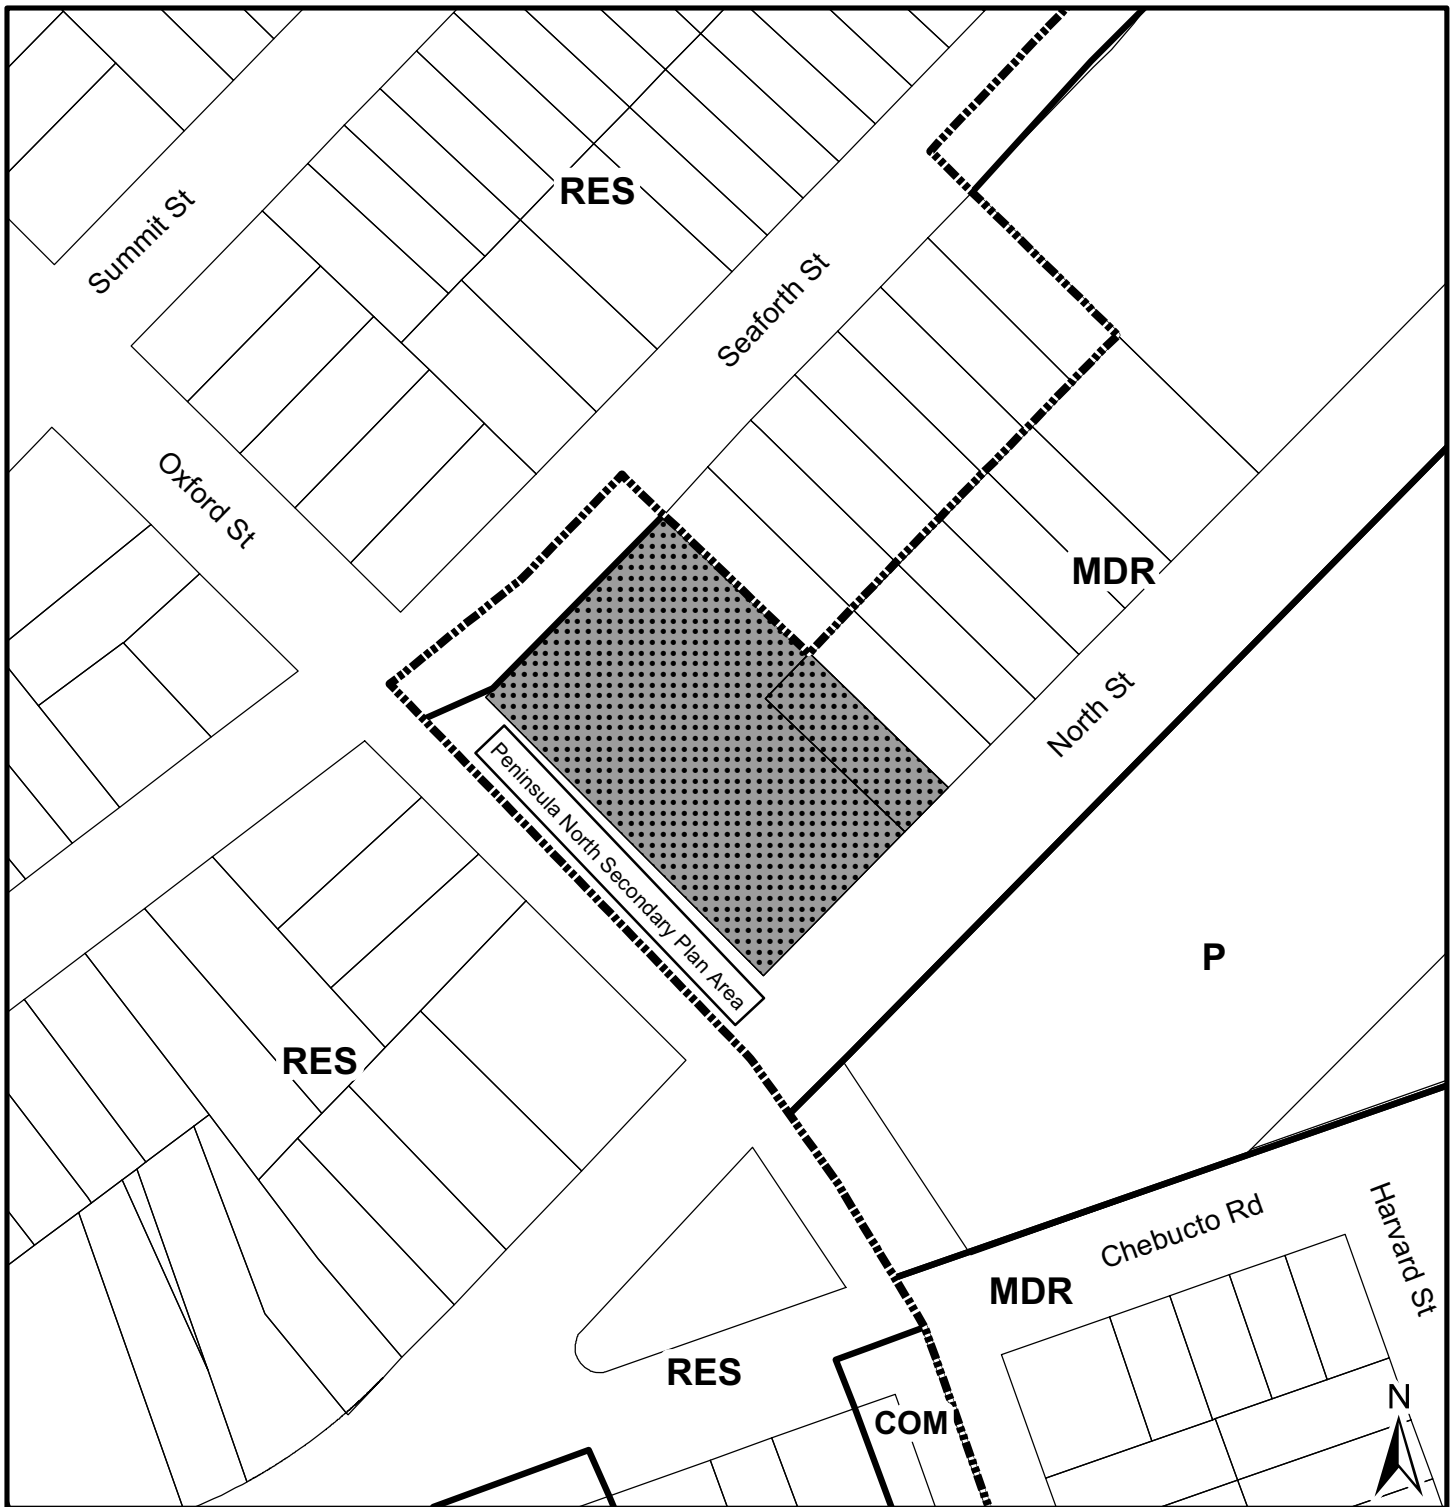 RES
Summit St
Seaforth St
Oxford St
MDR
North St
Peninsula North Secondary Plan Area
P
RES
Chebucto Rd
Harvard St
MDR
RES
COM
N